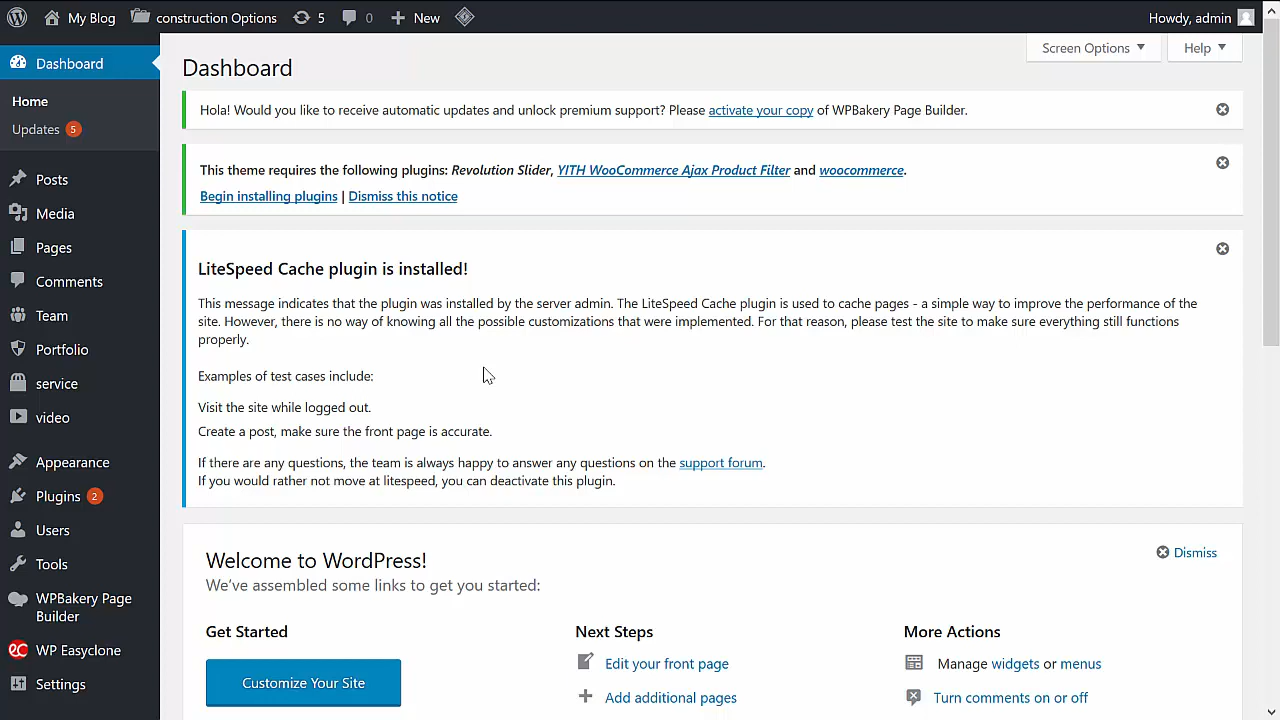 My Blog construction Options 5 0 New Howdy, admin
Screen Options Help
Dashboard
Home
Updates 5
Posts
Media
Pages
Comments
Team
Portfolio
service
video
Appearance
Plugins 2
Users
Tools
WPBakery Page
Builder
WP Easyclone
Settings
Dashboard
Hola! Would you like to receive automatic updates and unlock premium support? Please activate your copy of WPBakery Page Builder.
This theme requires the following plugins: Revolution Slider, YITH WooCommerce Ajax Product Filter and woocommerce.
Begin installing plugins | Dismiss this notice
LiteSpeed Cache plugin is installed!
This message indicates that the plugin was installed by the server admin. The LiteSpeed Cache plugin is used to cache pages - a simple way to improve the performance of the
site. However, there is no way of knowing all the possible customizations that were implemented. For that reason, please test the site to make sure everything still functions
properly.
Examples of test cases include:
Visit the site while logged out.
Create a post, make sure the front page is accurate.
If there are any questions, the team is always happy to answer any questions on the support forum.
If you would rather not move at litespeed, you can deactivate this plugin.
Welcome to WordPress!
Dismiss
We've assembled some links to get you started:
Get Started
Customize Your Site
Next Steps
Edit your front page
Add additional pages
More Actions
Manage widgets or menus
Turn comments on or off